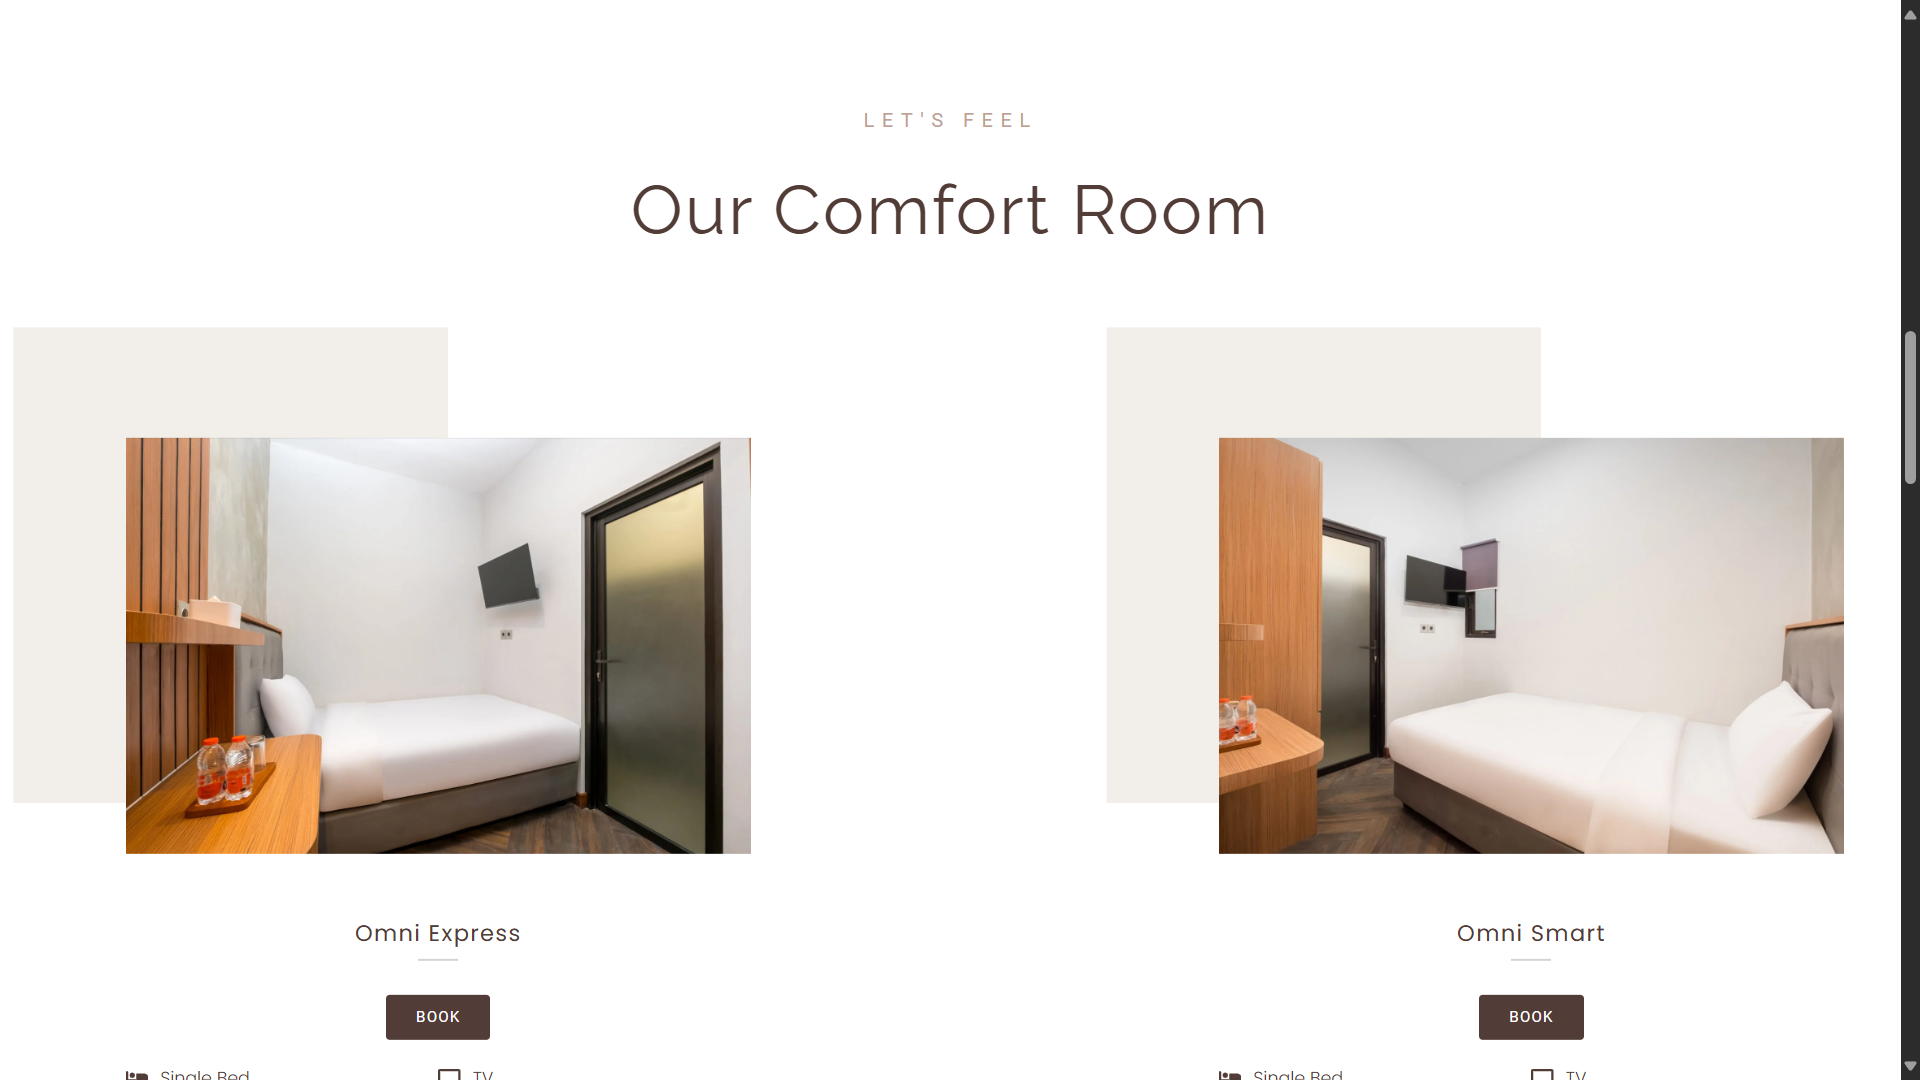 LET'S FEEL
Our Comfort Room
Omni Express
Omni Smart
BOOK
BOOK
Single Bed
TV
Single Bed
TV